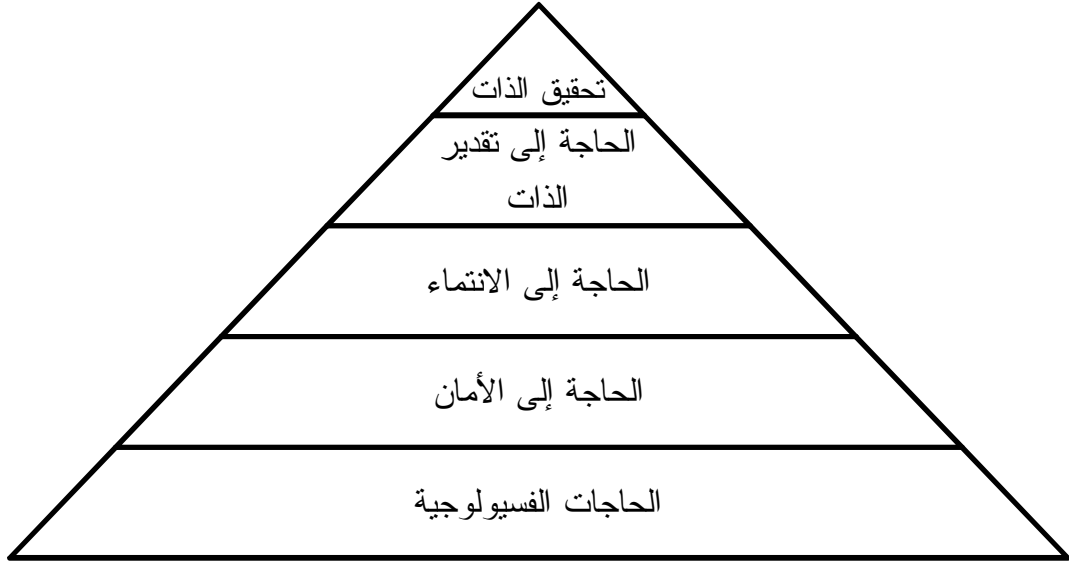 تحقيق الذات
الحاجة إلى تقدير
الذات
الحاجة إلى الانتماء
الحاجة إلى الأمان
الحاجات الفسيولوجية